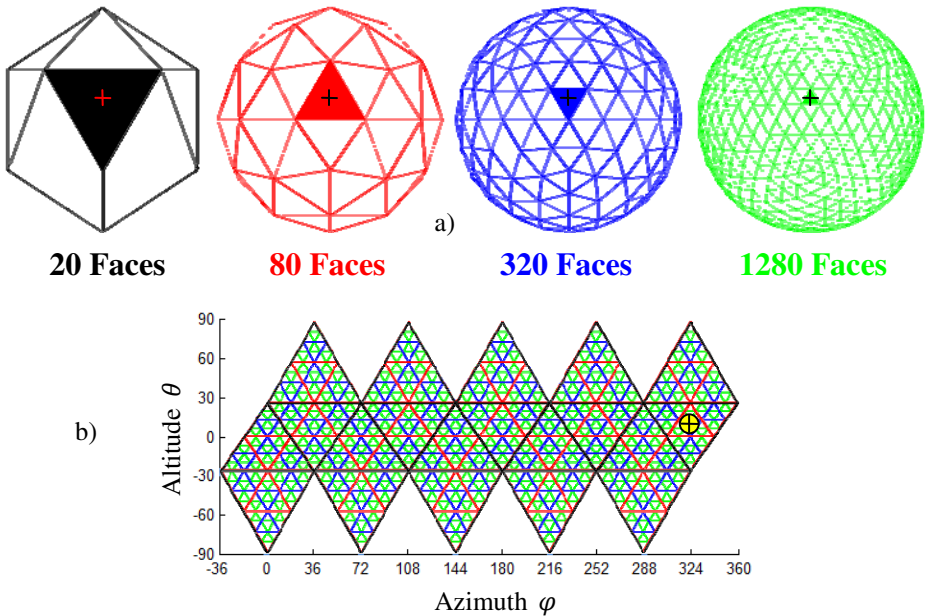 a)
20 Faces 80 Faces 320 Faces 1280 Faces
b)
Altitude θ
90
60
30
0
-30
-60
-90
-36 0 36 72 108 144 180 216 252 288 324 360
Azimuth φ